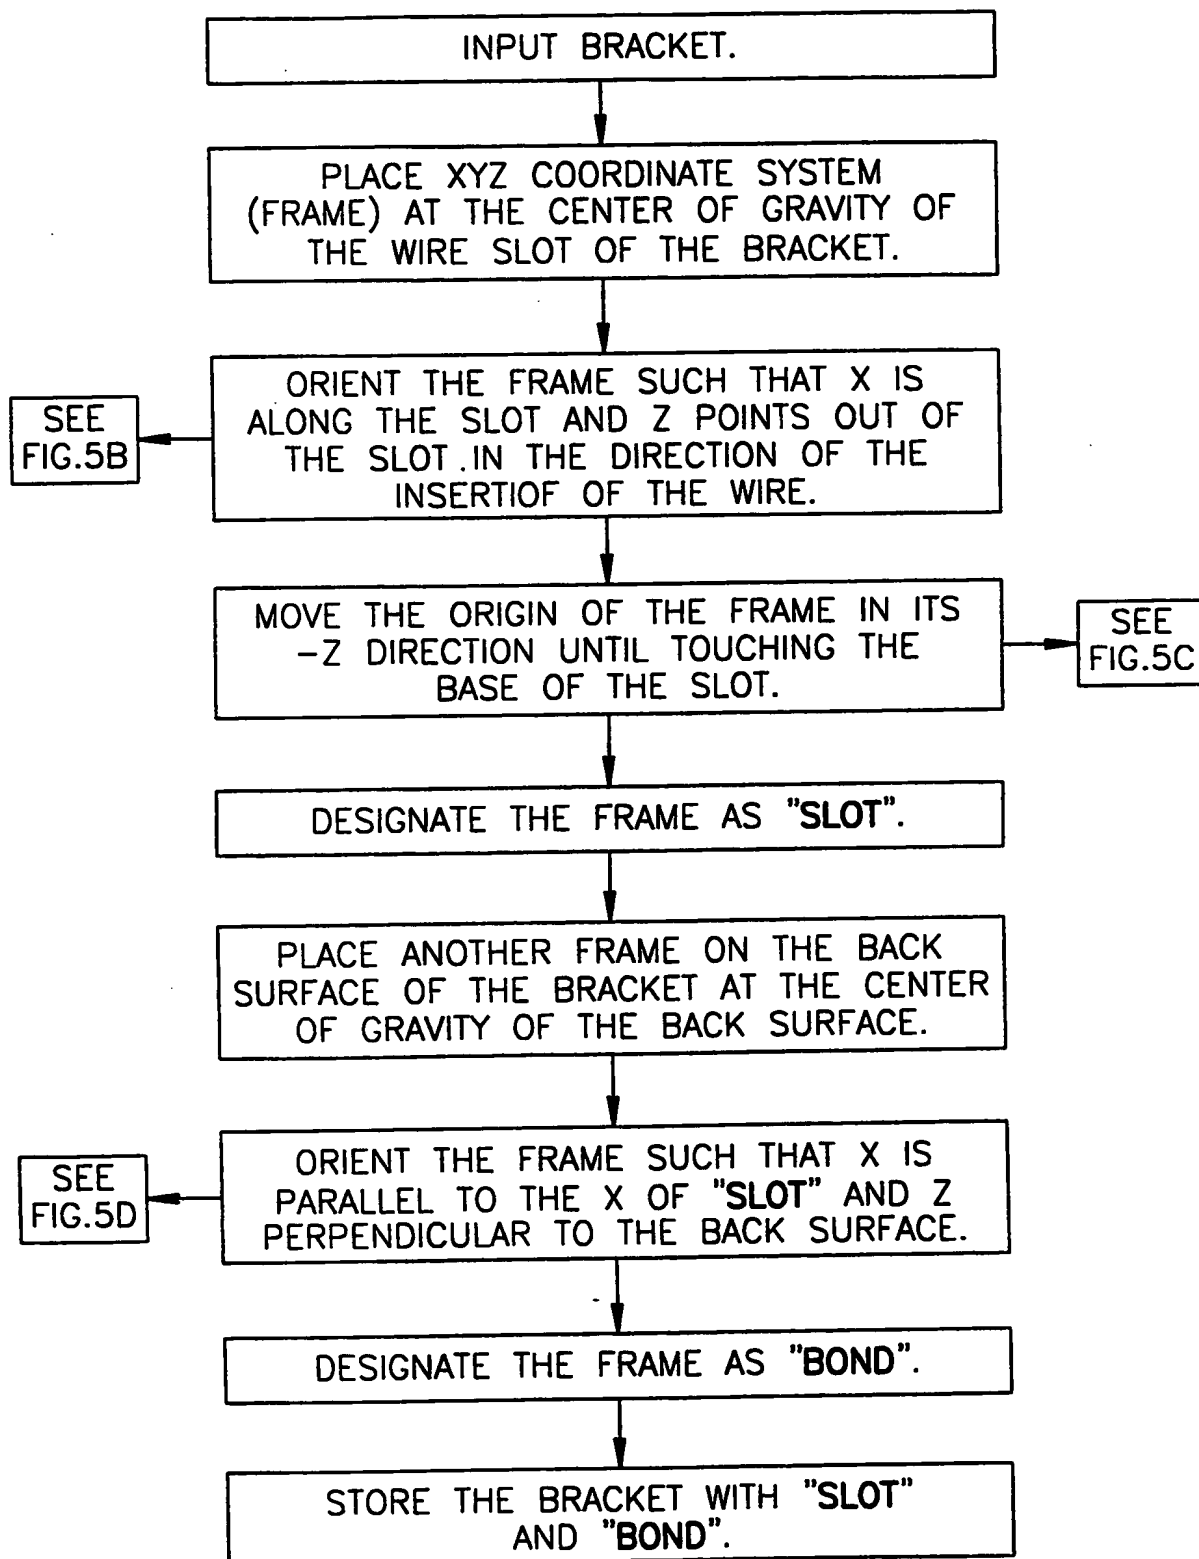 INPUT BRACKET.
PLACE XYZ COORDINATE SYSTEM
(FRAME) AT THE CENTER OF GRAVITY OF
THE WIRE SLOT OF THE BRACKET.
ORIENT THE FRAME SUCH THAT X IS
ALONG THE SLOT AND Z POINTS OUT OF
THE SLOT.IN THE DIRECTION OF THE
INSERTIOF OF THE WIRE.
SEE
FIG.5B
MOVE THE ORIGIN OF THE FRAME IN ITS
-Z DIRECTION UNTIL TOUCHING THE
BASE OF THE SLOT.
SEE
FIG.5C
DESIGNATE THE FRAME AS "SLOT".
PLACE ANOTHER FRAME ON THE BACK
SURFACE OF THE BRACKET AT THE CENTER
OF GRAVITY OF THE BACK SURFACE.
ORIENT THE FRAME SUCH THAT X IS
PARALLEL TO THE X OF "SLOT" AND Z
PERPENDICULAR TO THE BACK SURFACE.
SEE
FIG.5D
DESIGNATE THE FRAME AS "BOND".
STORE THE BRACKET WITH "SLOT"
AND "BOND".